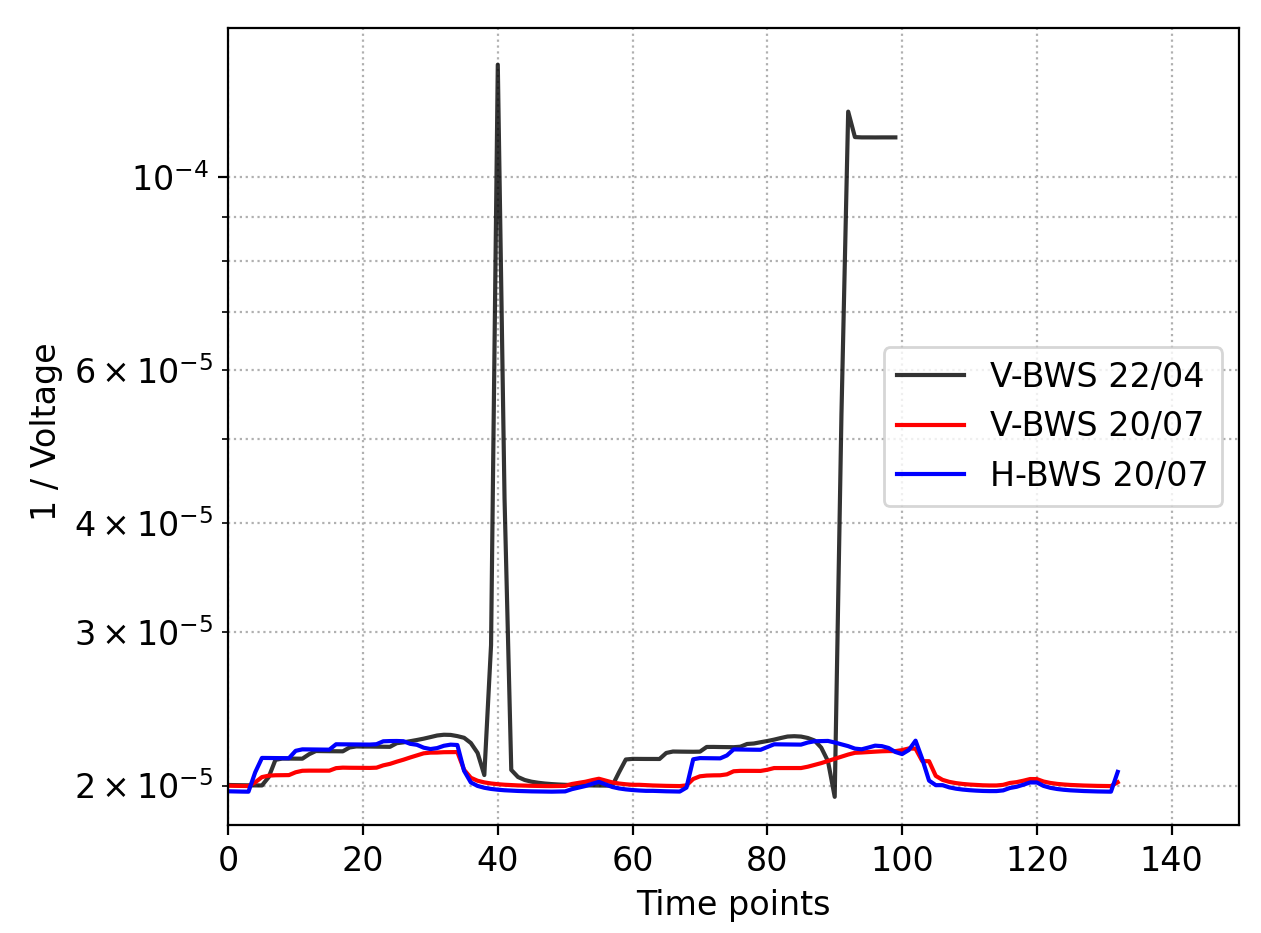 10⁻⁴
6 × 10⁻⁵
4 × 10⁻⁵
3 × 10⁻⁵
2 × 10⁻⁵
1 / Voltage
V-BWS 22/04
V-BWS 20/07
H-BWS 20/07
0 20 40 60 80 100 120 140
Time points